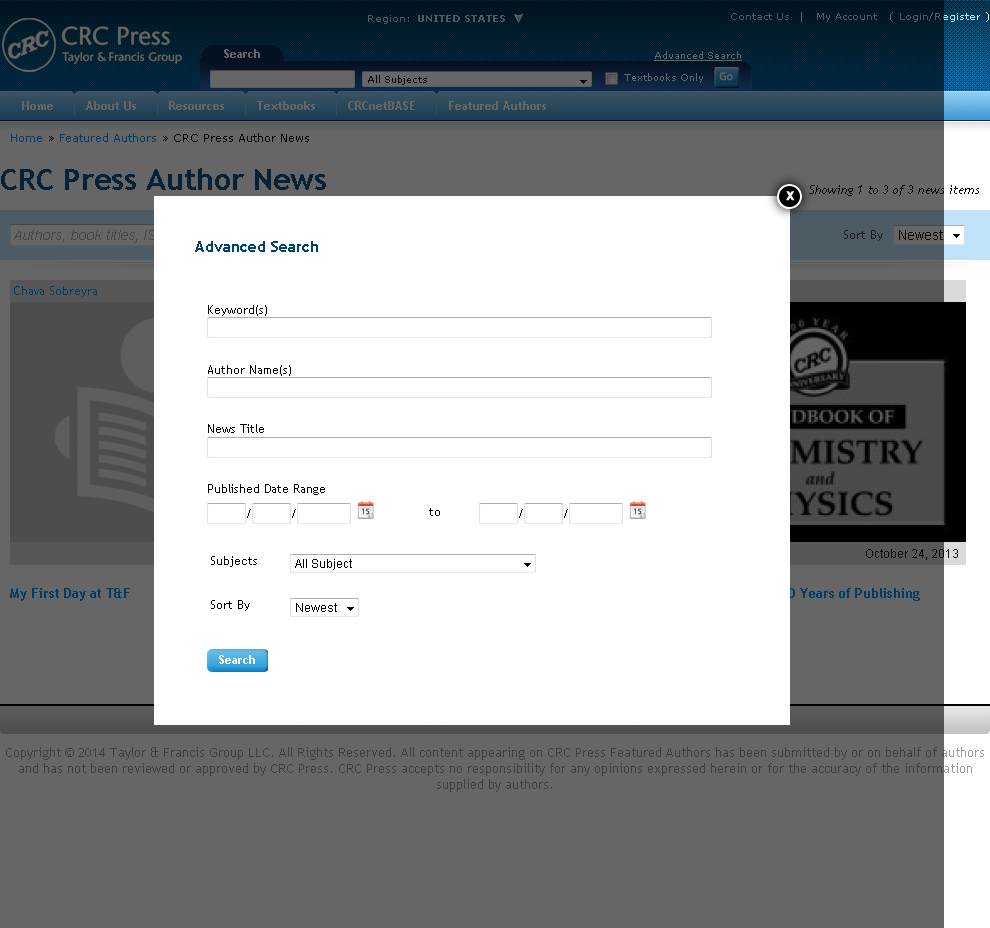 Region: UNITED STATES ▼
Contact Us | My Account ( Login/Register )
CRC
CRC Press
Taylor & Francis Group
Search
Advanced Search
All Subjects
Textbooks Only
Go
Home About Us Resources Textbooks CRCnetBASE Featured Authors
Home » Featured Authors » CRC Press Author News
CRC Press Author News
Showing 1 to 3 of 3 news items
X
Authors, book titles, IS
Sort By
Newest
Advanced Search
Chava Sobreyra
Keyword(s)
Author Name(s)
News Title
Published Date Range
/ / 15 to / / 15
Subjects
All Subject
Sort By
Newest
Search
00 YEAR
CRC
NNIVERSARY
DBOOK OF
MISTRY
and
YSICS
October 24, 2013
My First Day at T&F
0 Years of Publishing
Copyright © 2014 Taylor & Francis Group LLC. All Rights Reserved. All content appearing on CRC Press Featured Authors has been submitted by or on behalf of authors
and has not been reviewed or approved by CRC Press. CRC Press accepts no responsibility for any opinions expressed herein or for the accuracy of the information
supplied by authors.